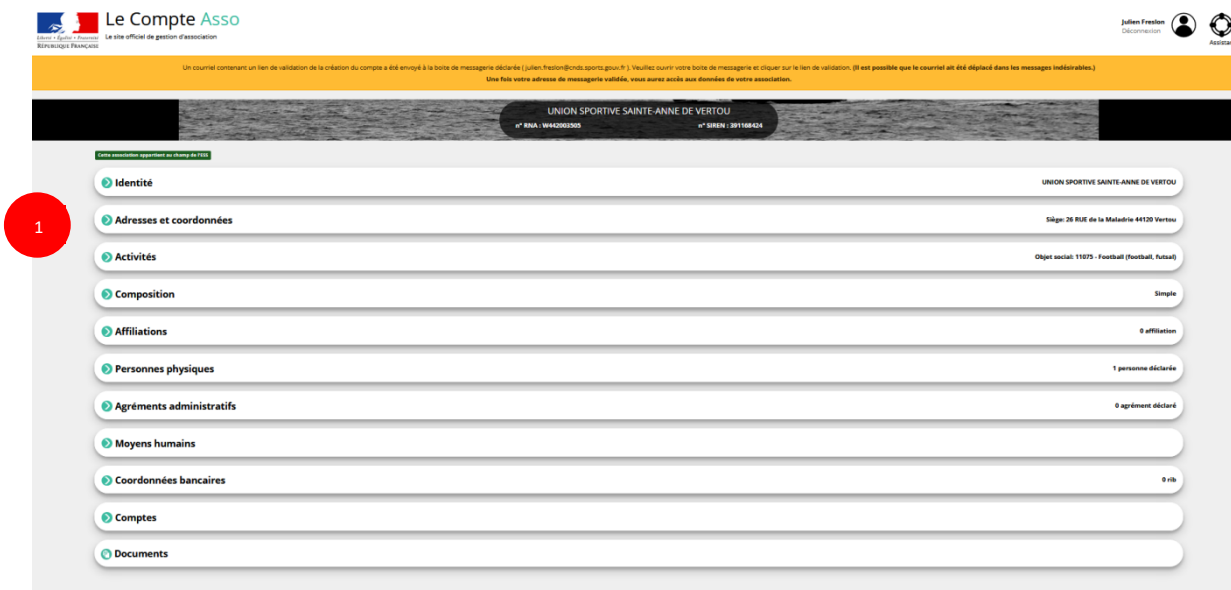 Le Compte Asso
Le site officiel de gestion d'association
Liberté • Égalité • Fraternité
RÉPUBLIQUE FRANÇAISE
Julien Freslon
Déconnexion
Assistan
Un courriel contenant un lien de validation de la création du compte a été envoyé à la boite de messagerie déclarée ( julien.freslon@cnds.sports.gouv.fr ). Veuillez ouvrir votre boite de messagerie et cliquer sur le lien de validation. (Il est possible que le courriel ait été déplacé dans les messages indésirables.)
Une fois votre adresse de messagerie validée, vous aurez accès aux données de votre association.
UNION SPORTIVE SAINTE-ANNE DE VERTOU
n° RNA : W442003505 n° SIREN : 391168424
Cette association appartient au champ de l'ESS
Identité UNION SPORTIVE SAINTE-ANNE DE VERTOU
1
Adresses et coordonnées Siège: 26 RUE de la Maladrie 44120 Vertou
Activités Objet social: 11075 - Football (football, futsal)
Composition Simple
Affiliations 0 affiliation
Personnes physiques 1 personne déclarée
Agréments administratifs 0 agrément déclaré
Moyens humains
Coordonnées bancaires 0 rib
Comptes
Documents